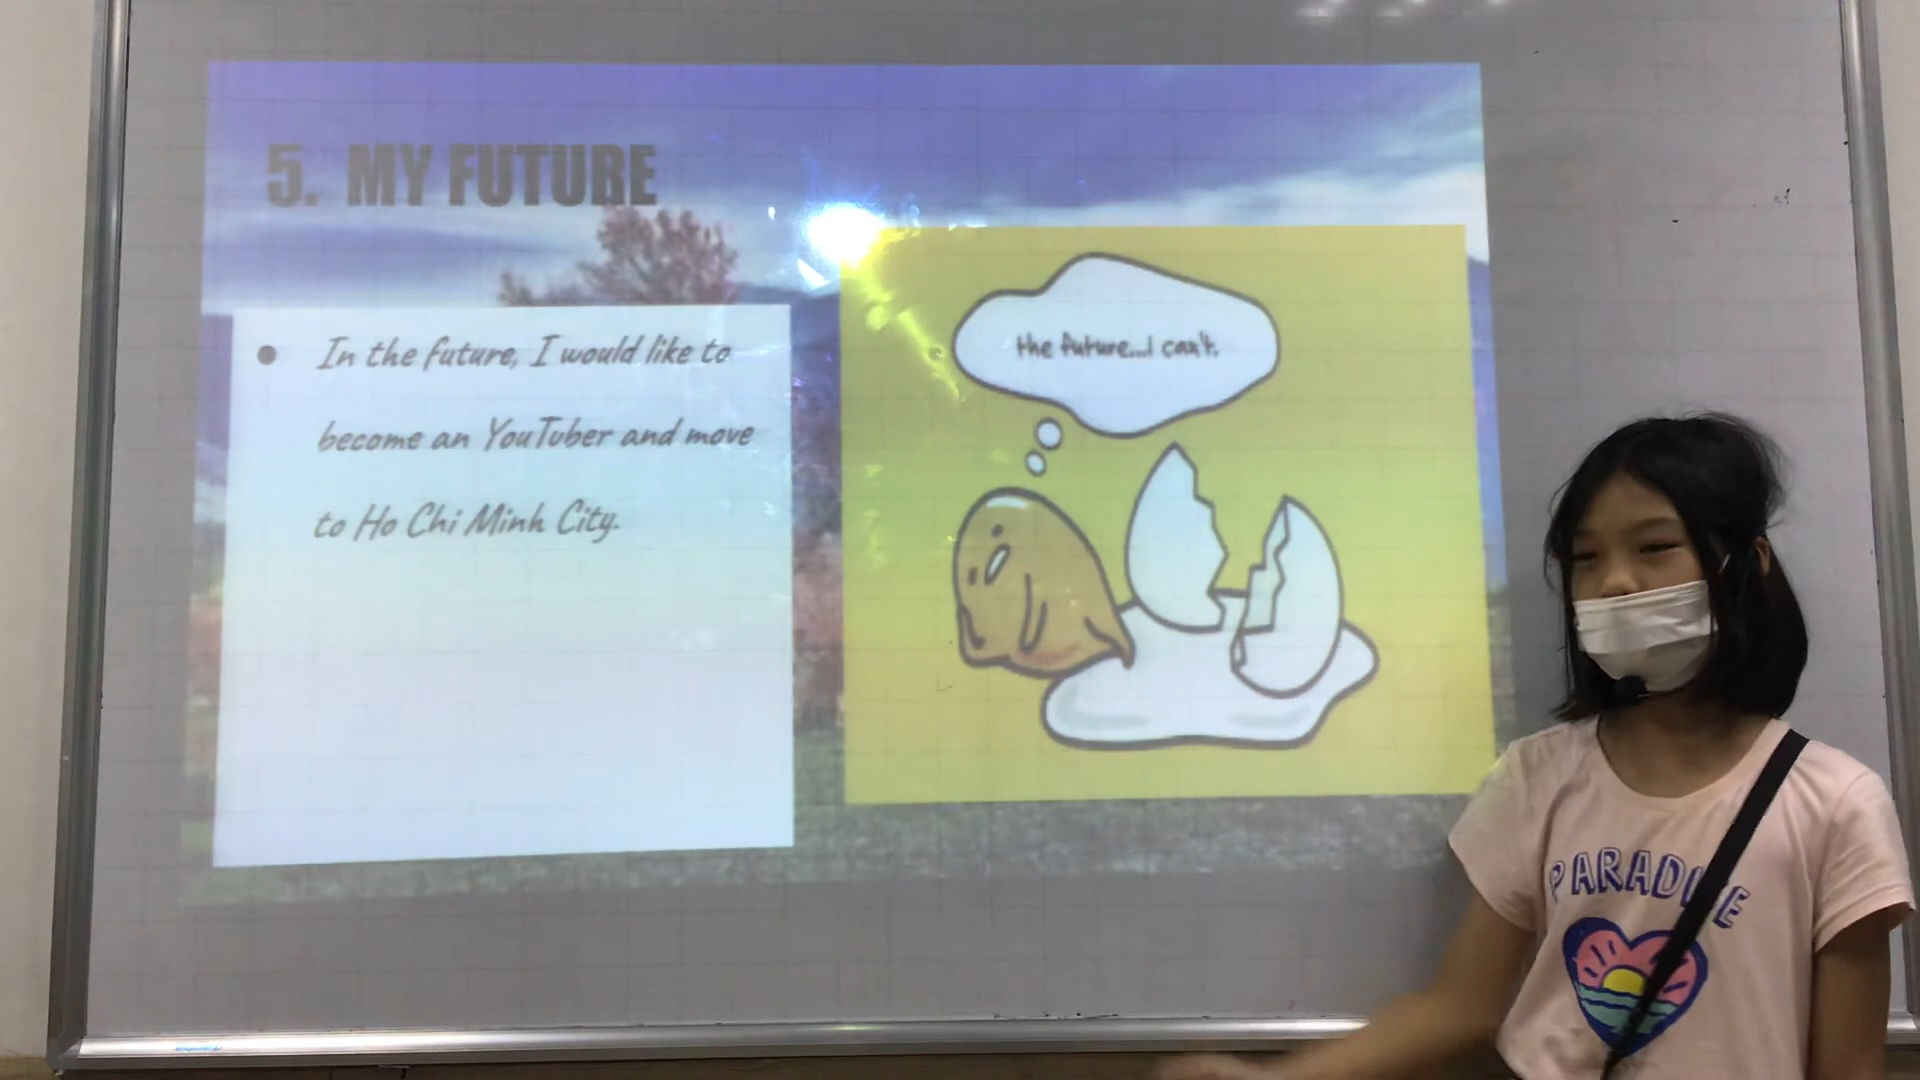 5. MY FUTURE
● In the future, I would like to
become an YouTuber and move
to Ho Chi Minh City.
the future...I can't.
PARADISE